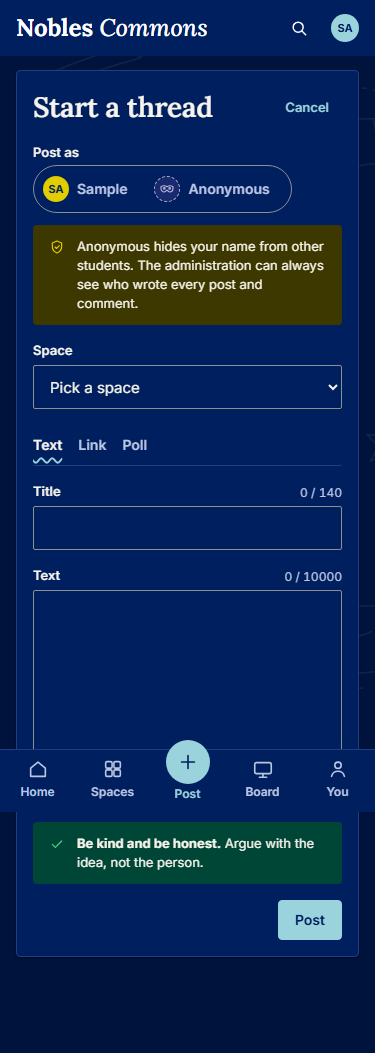 Nobles Commons
SA
Start a thread
Cancel
Post as
SA
Sample
Anonymous
Anonymous hides your name from other
students. The administration can always
see who wrote every post and
comment.
Space
Pick a space
Text
Link
Poll
Title
0 / 140
Text
0 / 10000
Home
Spaces
Post
Board
You
Be kind and be honest. Argue with the
idea, not the person.
Post